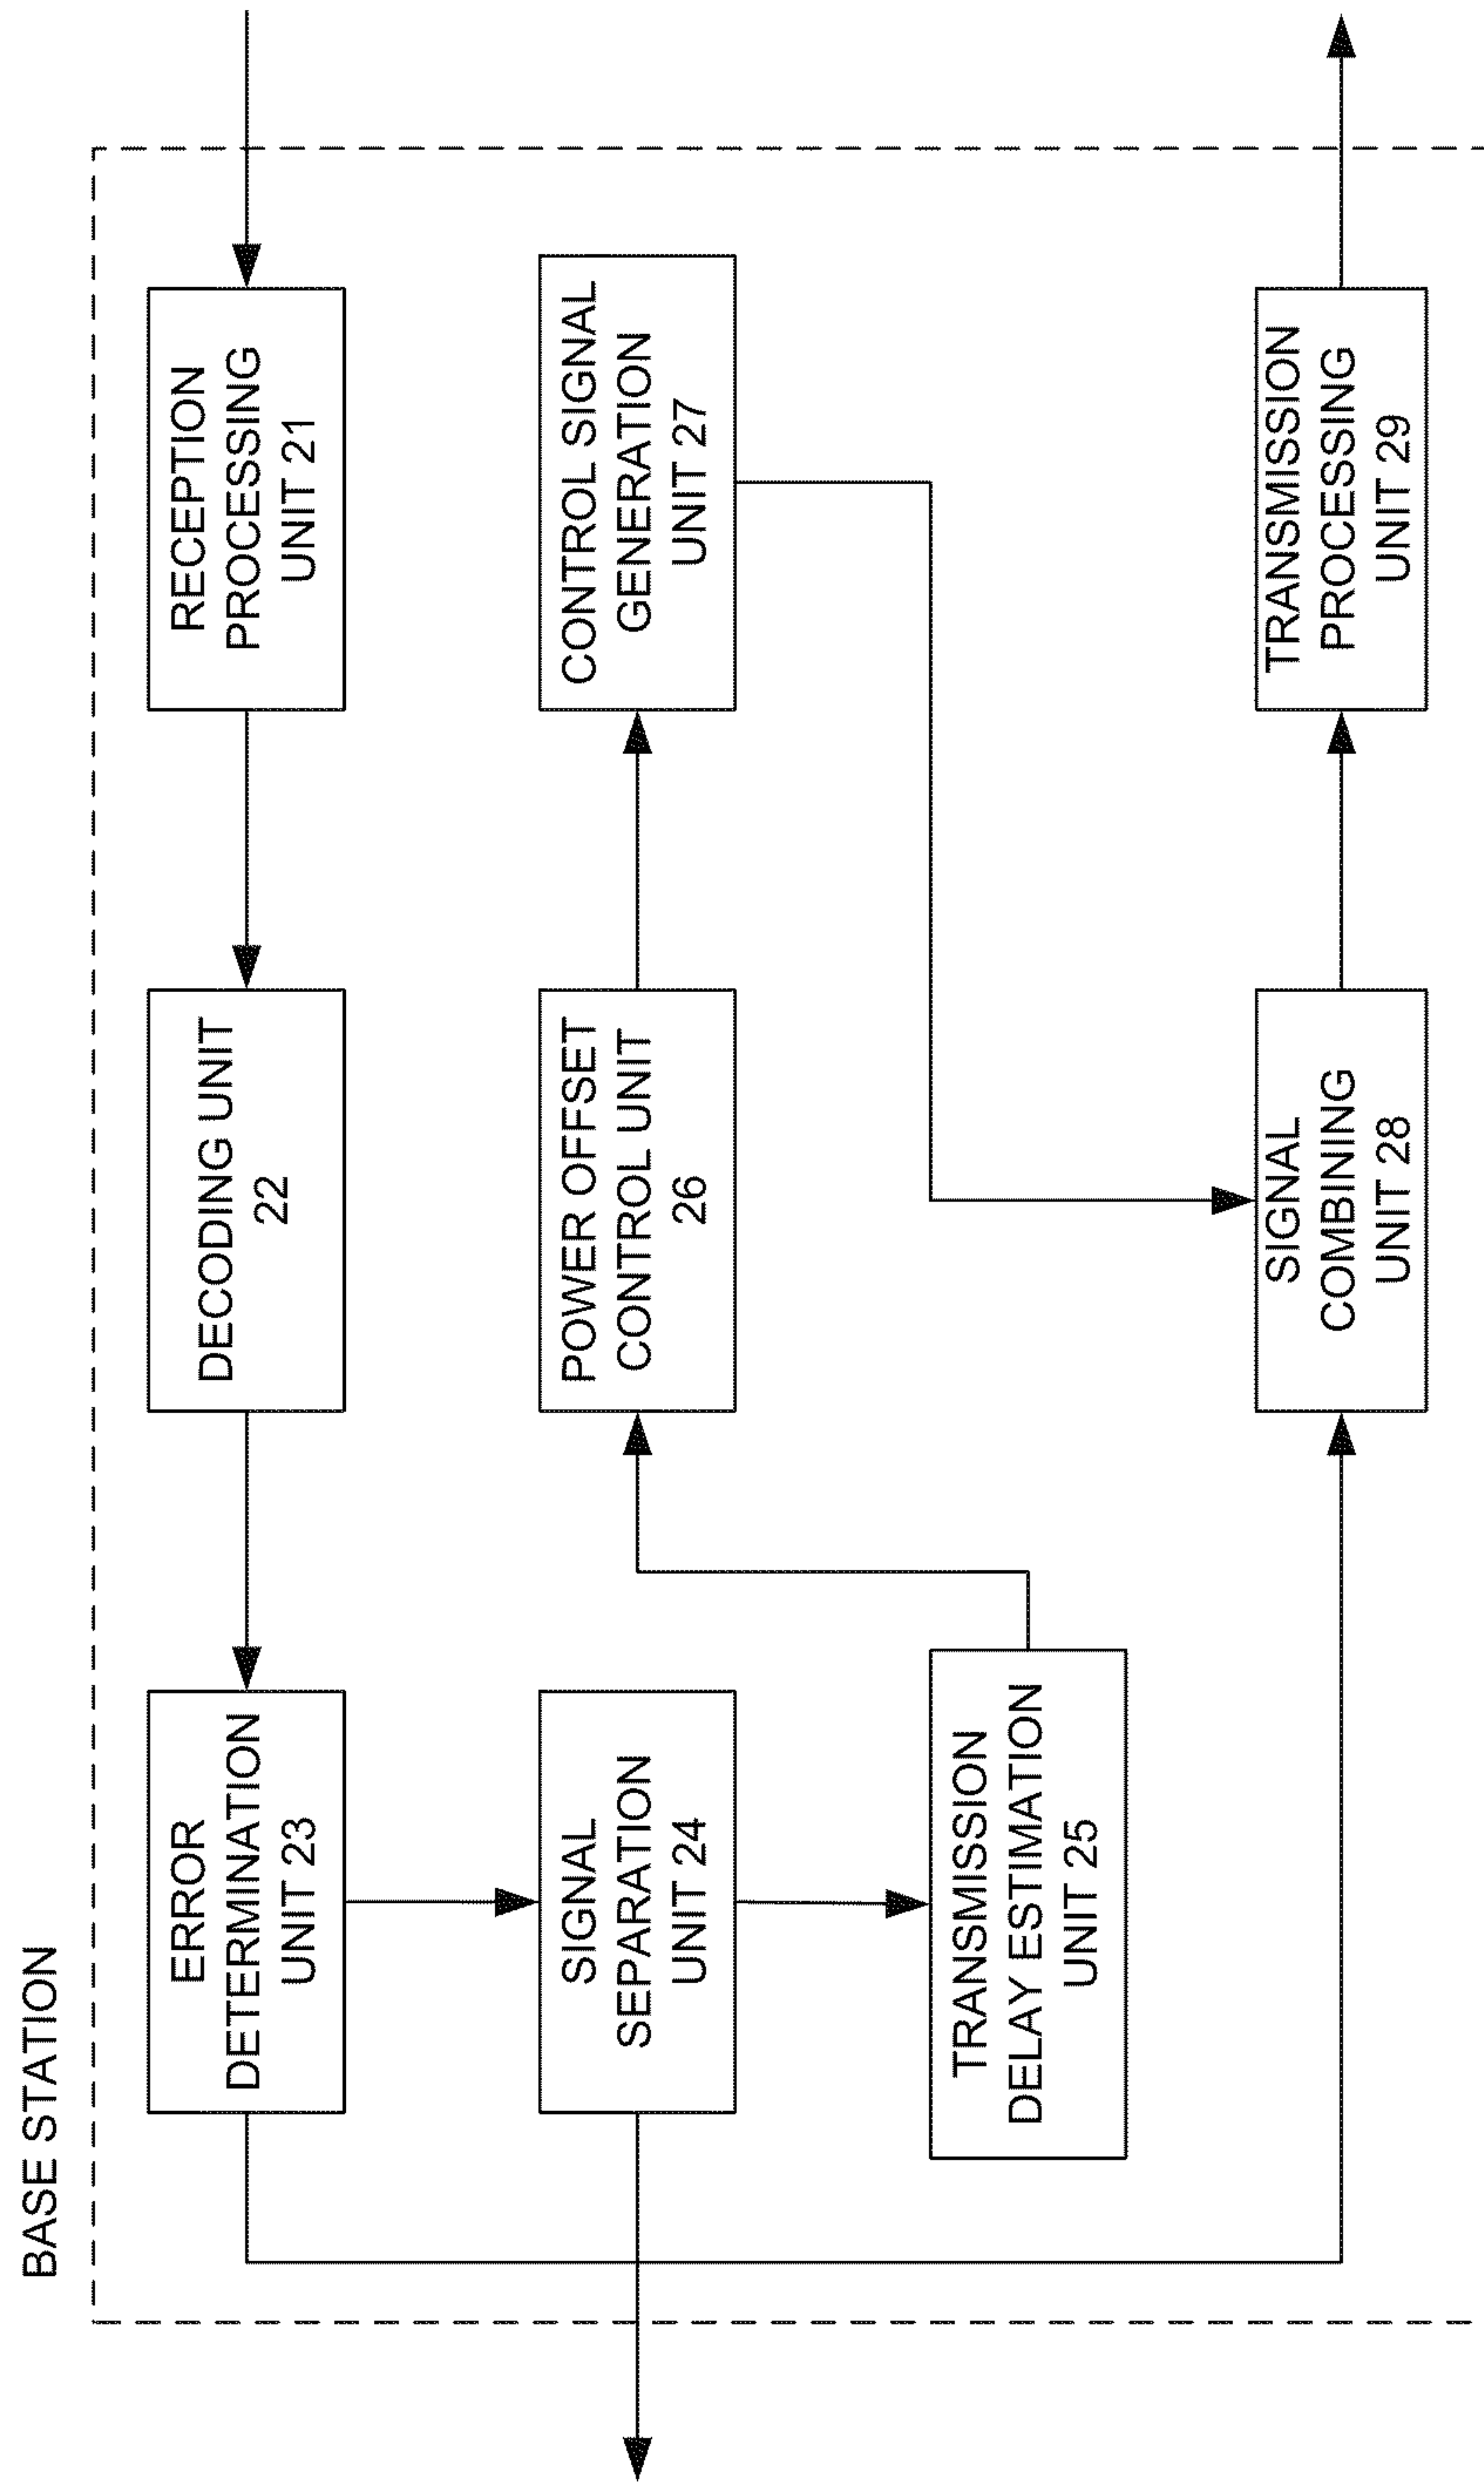 BASE STATION
ERROR
DETERMINATION
UNIT 23
DECODING UNIT
22
RECEPTION
PROCESSING
UNIT 21
SIGNAL
SEPARATION
UNIT 24
POWER OFFSET
CONTROL UNIT
26
CONTROL SIGNAL
GENERATION
UNIT 27
TRANSMISSION
DELAY ESTIMATION
UNIT 25
SIGNAL
COMBINING
UNIT 28
TRANSMISSION
PROCESSING
UNIT 29